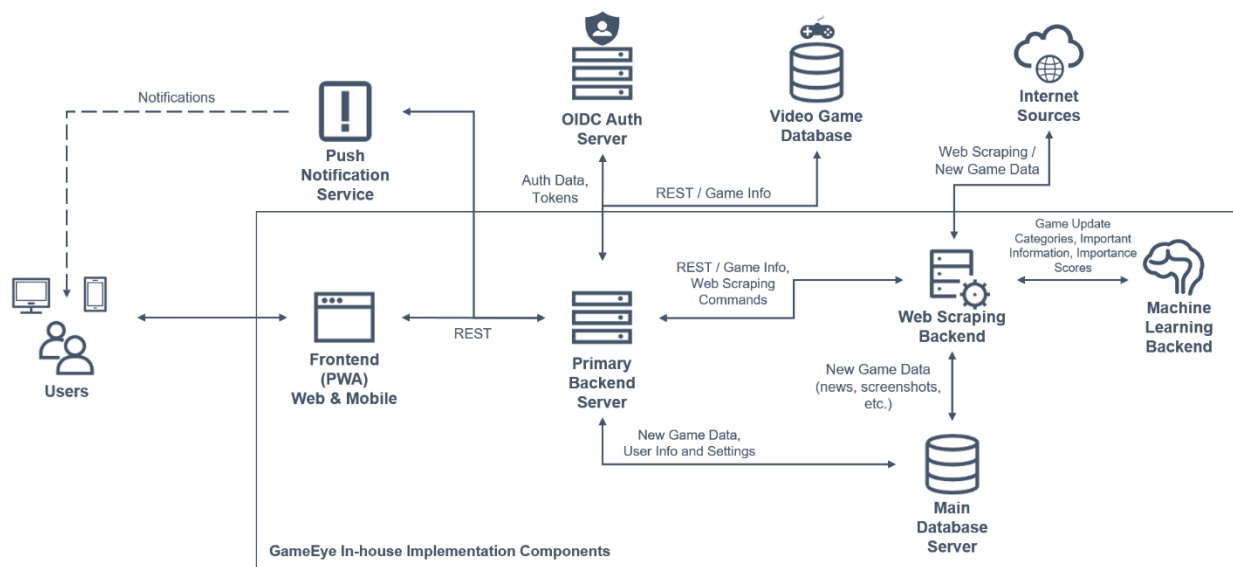 Notifications
Push
Notification
Service
OIDC Auth
Server
Video Game
Database
Internet
Sources
Auth Data,
Tokens
REST / Game Info
Web Scraping /
New Game Data
Game Update
Categories, Important
Information, Importance
Scores
Users
Frontend
(PWA)
Web & Mobile
REST
Primary
Backend
Server
REST / Game Info,
Web Scraping
Commands
Web Scraping
Backend
Machine
Learning
Backend
New Game Data
(news, screenshots,
etc.)
New Game Data,
User Info and Settings
Main
Database
Server
GameEye In-house Implementation Components